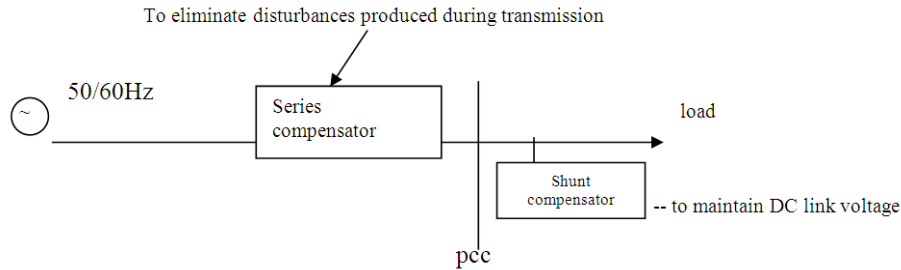 To eliminate disturbances produced during transmission
50/60Hz
~
Series
compensator
load
Shunt
compensator
-- to maintain DC link voltage
pcc